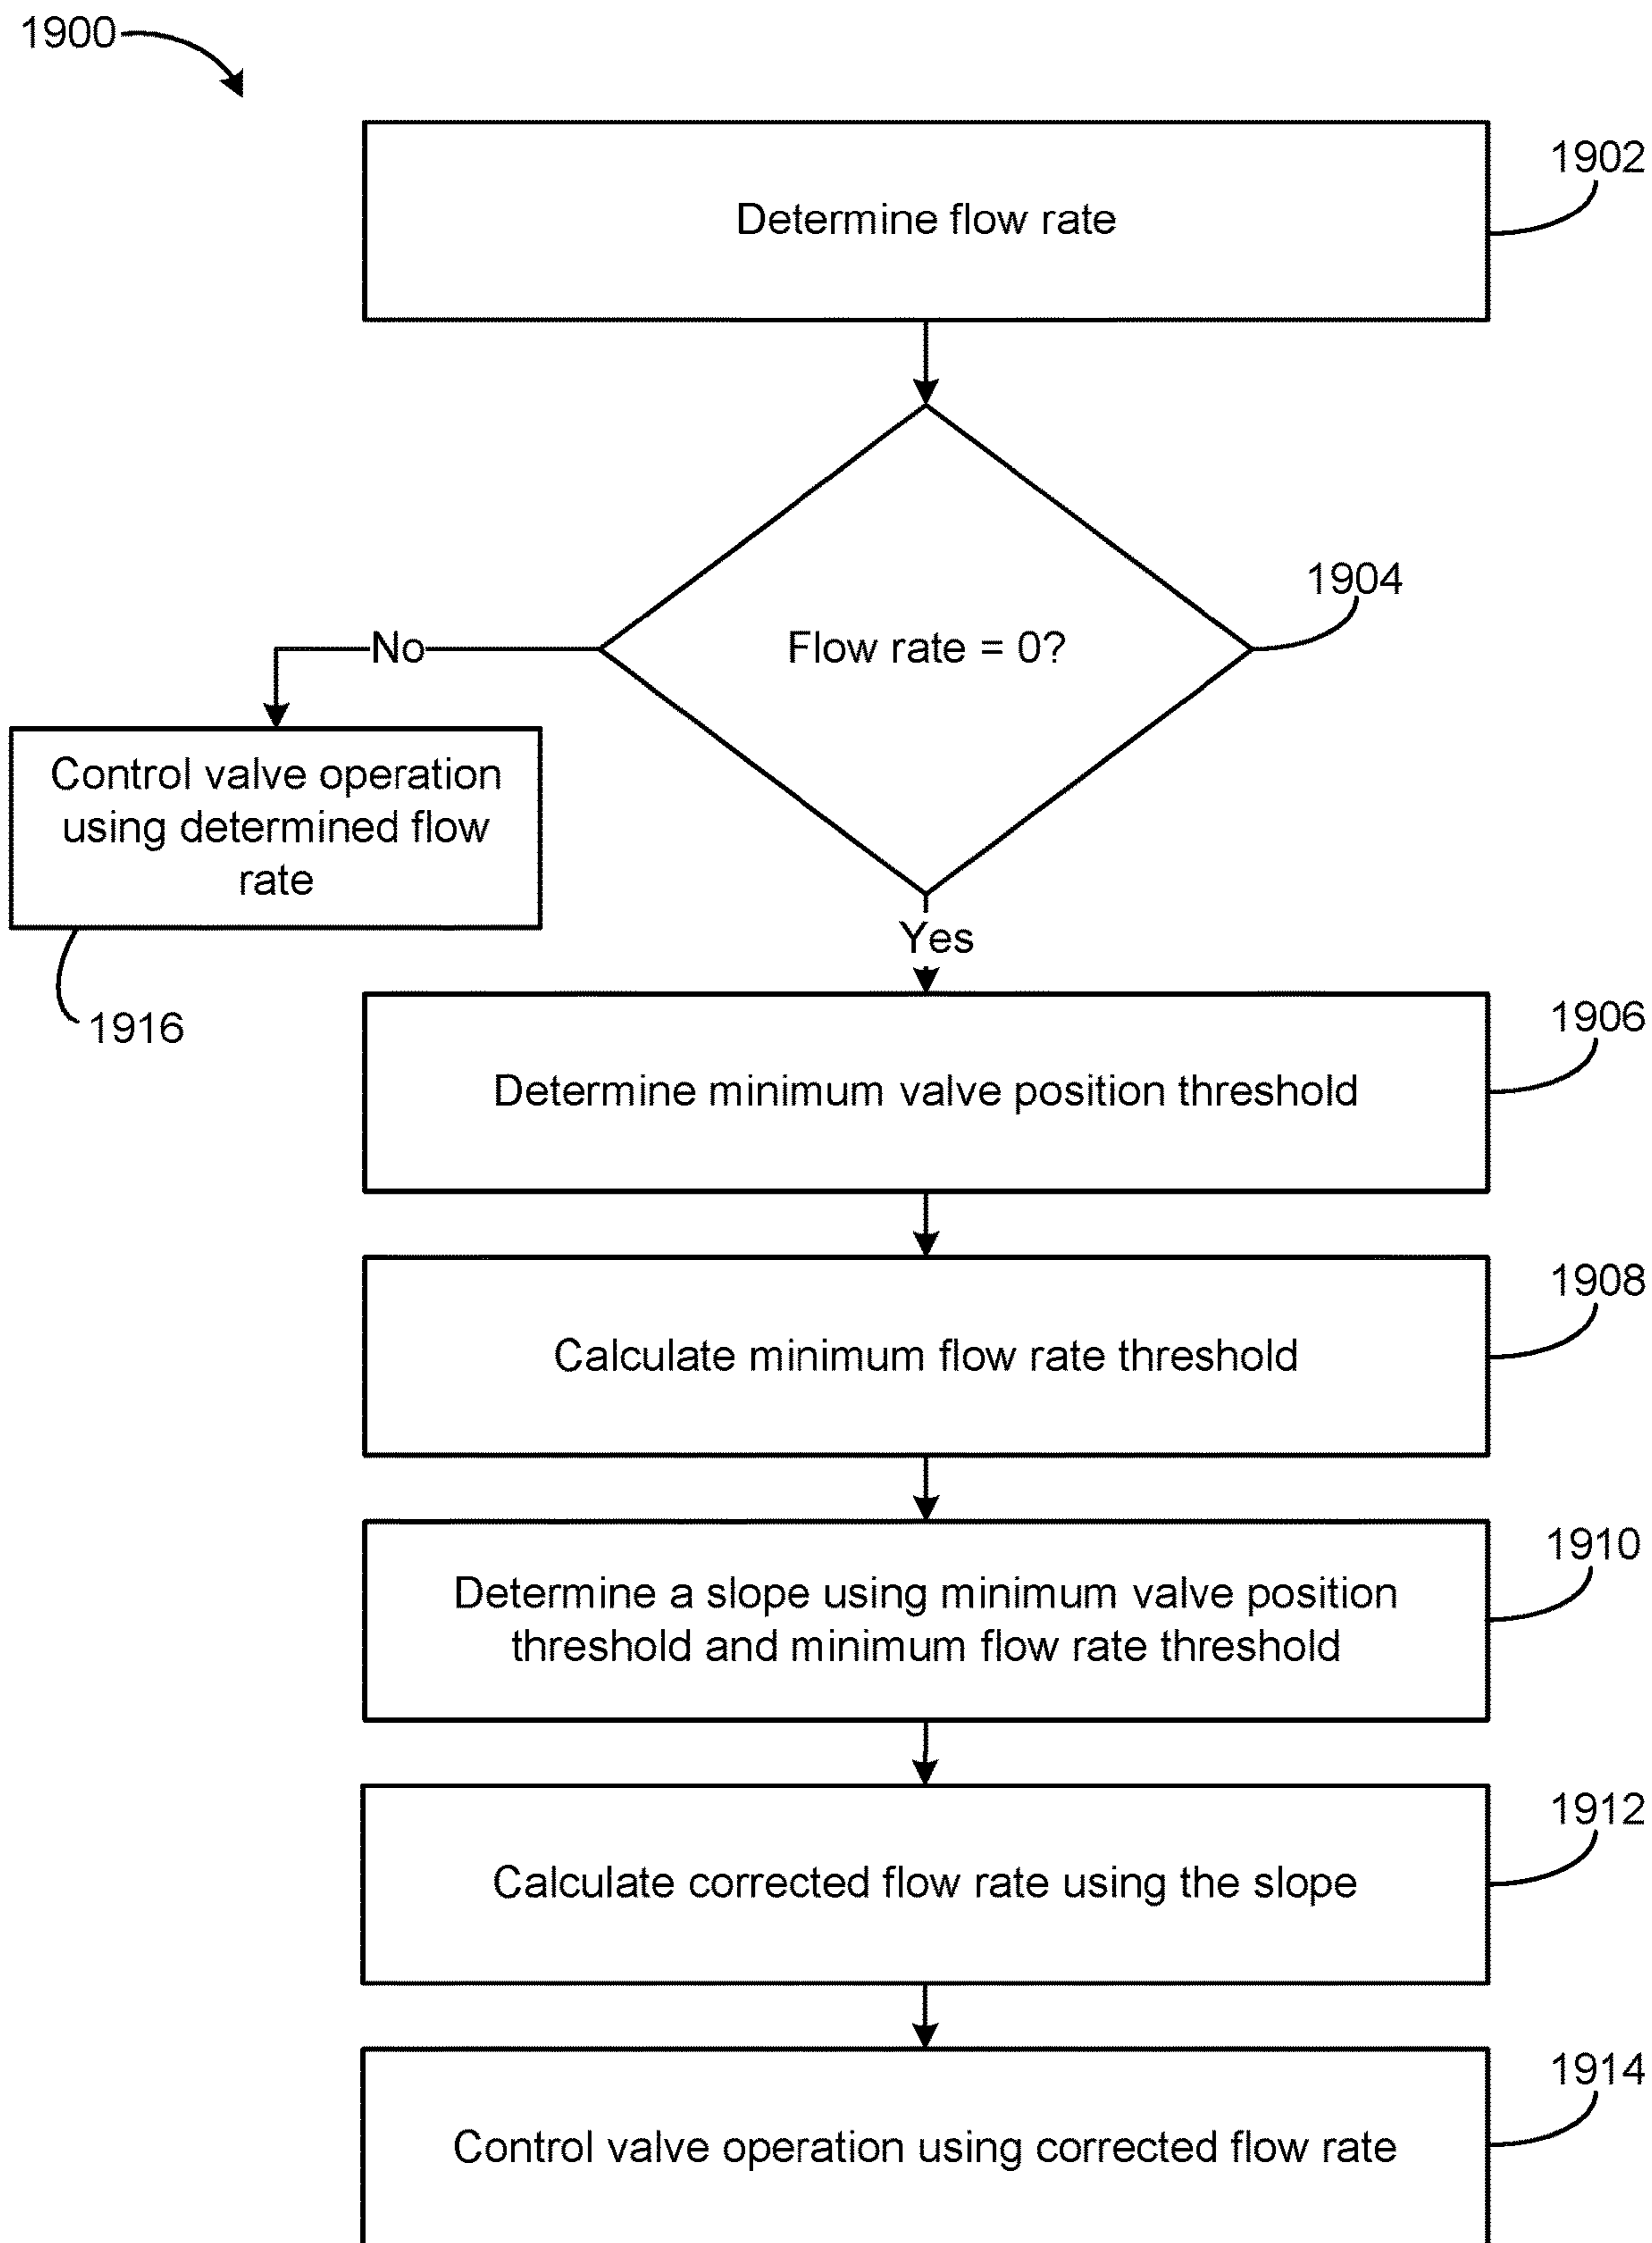 1900
1902
Determine flow rate
1904
Flow rate = 0?
No
Control valve operation
using determined flow
rate
Yes
1916
1906
Determine minimum valve position threshold
1908
Calculate minimum flow rate threshold
1910
Determine a slope using minimum valve position
threshold and minimum flow rate threshold
1912
Calculate corrected flow rate using the slope
1914
Control valve operation using corrected flow rate